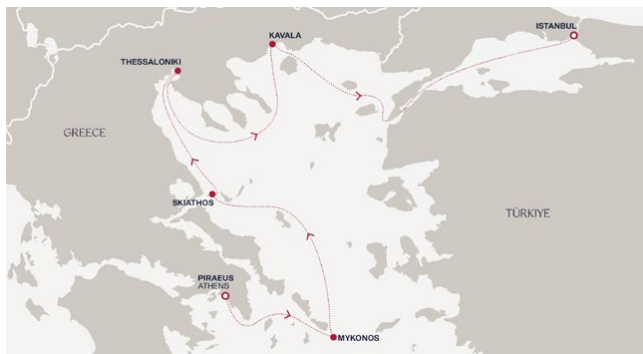 ISTANBUL
KAVALA
THESSALONIKI
GREECE
SKIATHOS
TÜRKIYE
PIRAEUS
ATHENS
MYKONOS